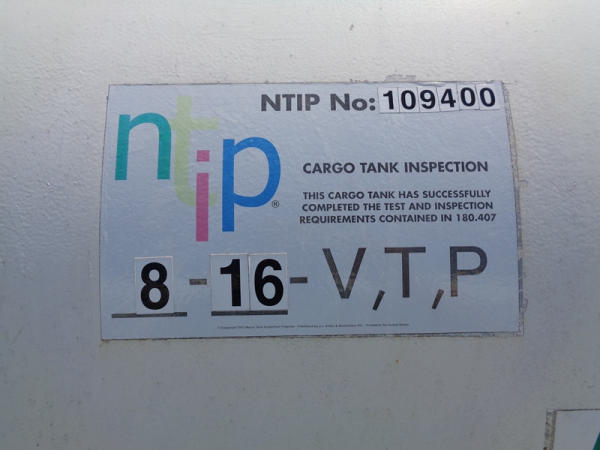 NTIP No: 109400
ntip®
CARGO TANK INSPECTION
THIS CARGO TANK HAS SUCCESSFULLY
COMPLETED THE TEST AND INSPECTION
REQUIREMENTS CONTAINED IN 180.407
8-16-V,T,P